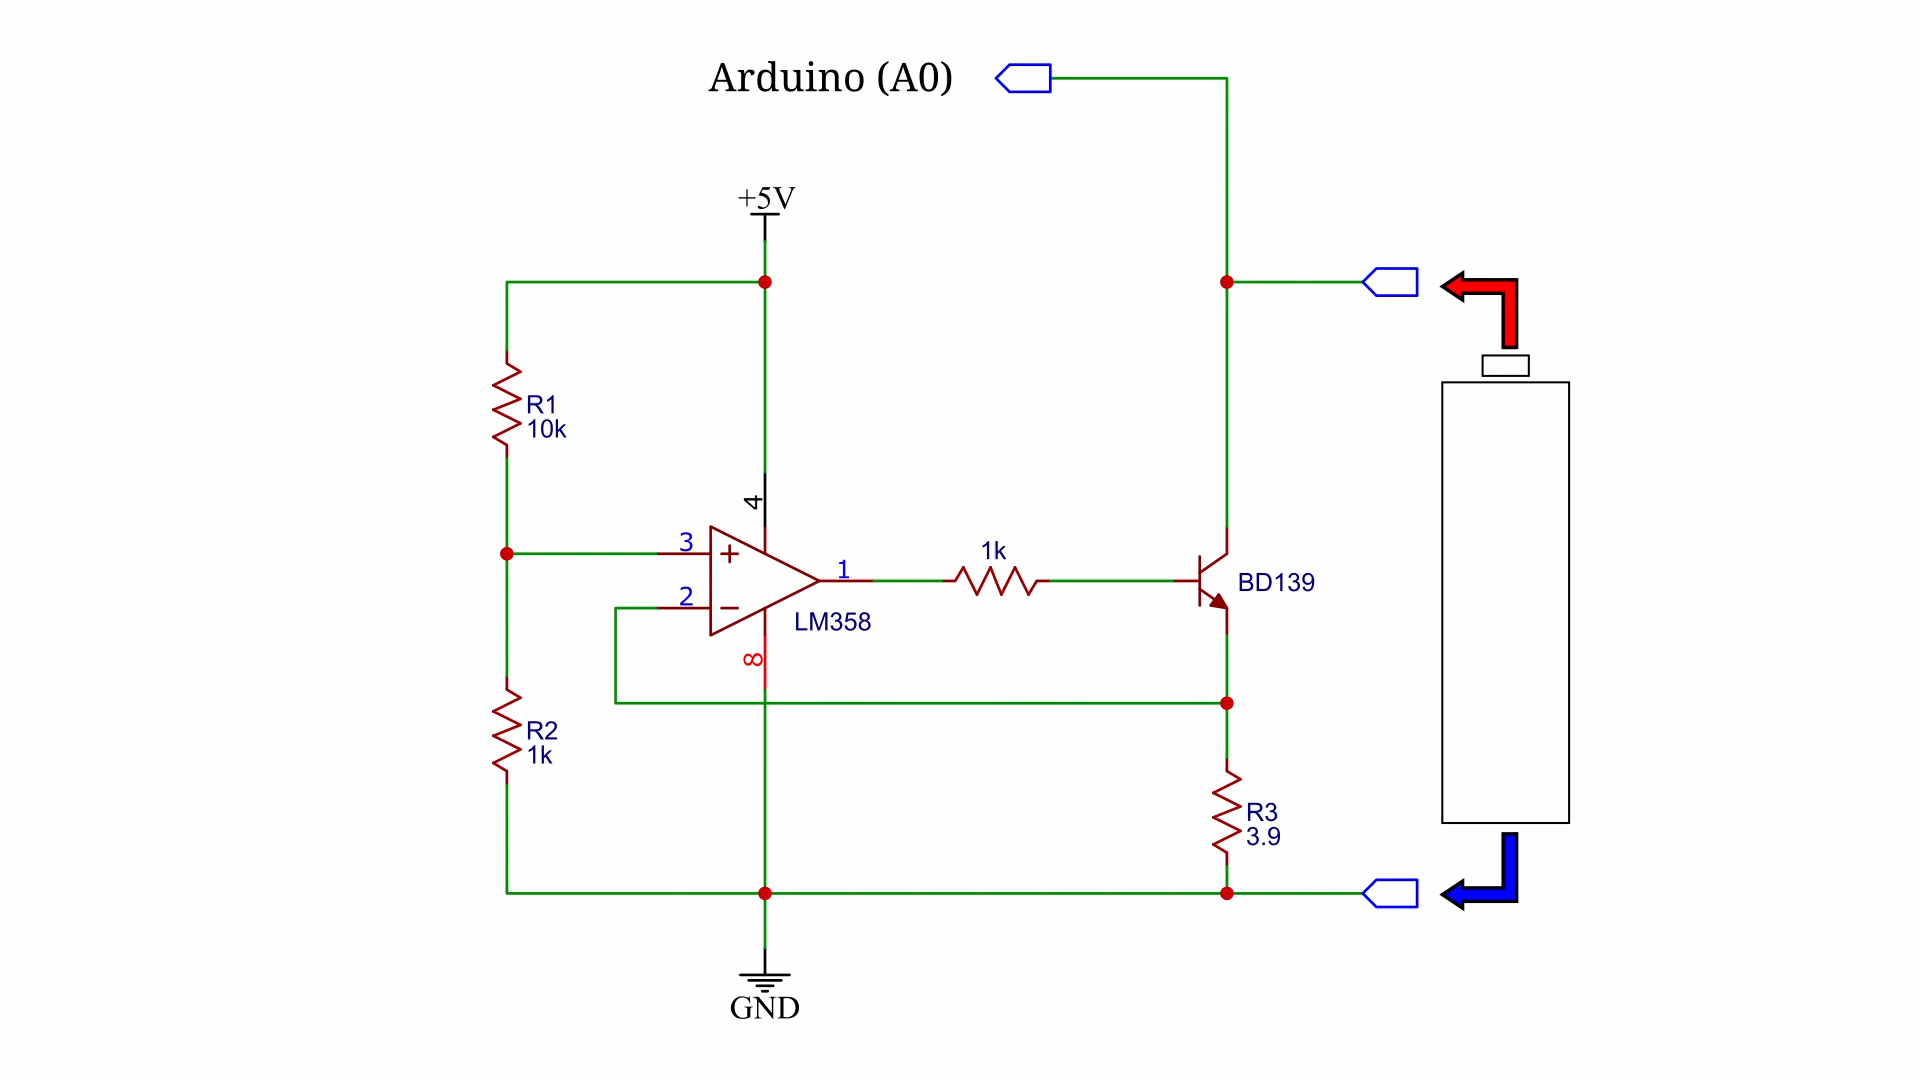 Arduino (A0)
+5V
R1
10k
4
3
+
1
1k
2
−
LM358
BD139
8
R2
1k
R3
3.9
GND